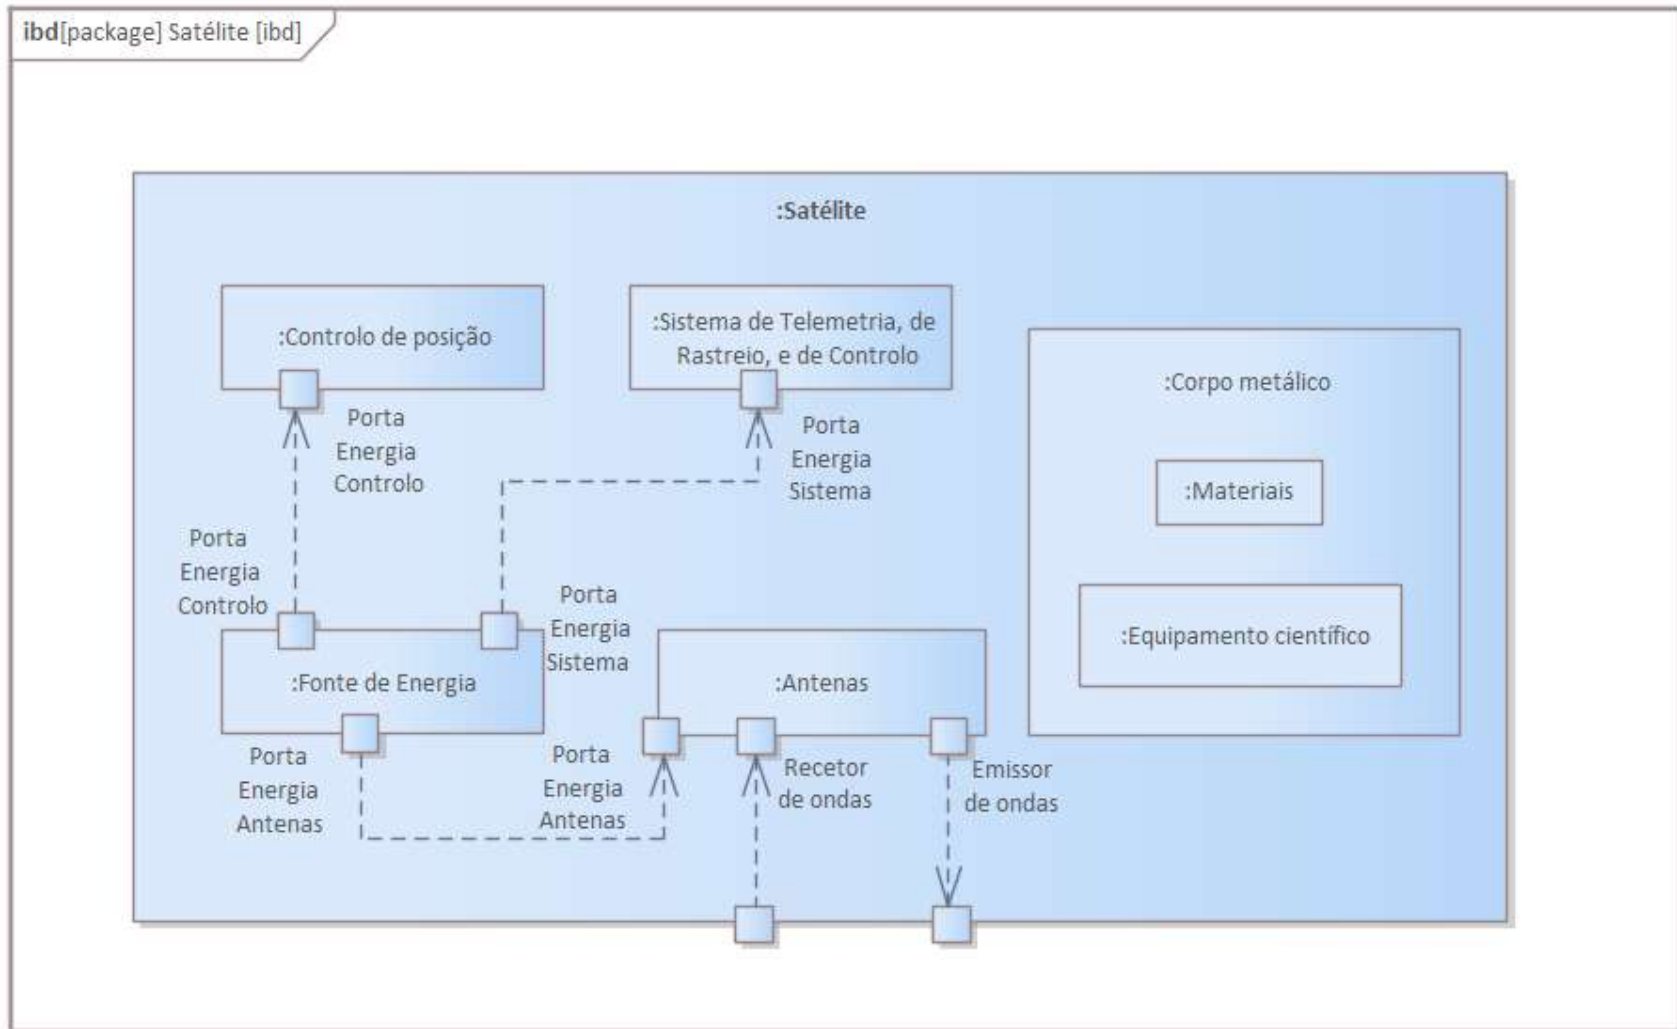 ibd[package] Satélite [ibd]
:Satélite
:Controlo de posição
:Sistema de Telemetria, de
Rastreio, e de Controlo
:Corpo metálico
Porta
Energia
Controlo
Porta
Energia
Sistema
:Materiais
Porta
Energia
Controlo
Porta
Energia
Sistema
:Equipamento científico
:Fonte de Energia
:Antenas
Porta
Energia
Antenas
Porta
Energia
Antenas
Recetor
de ondas
Emissor
de ondas